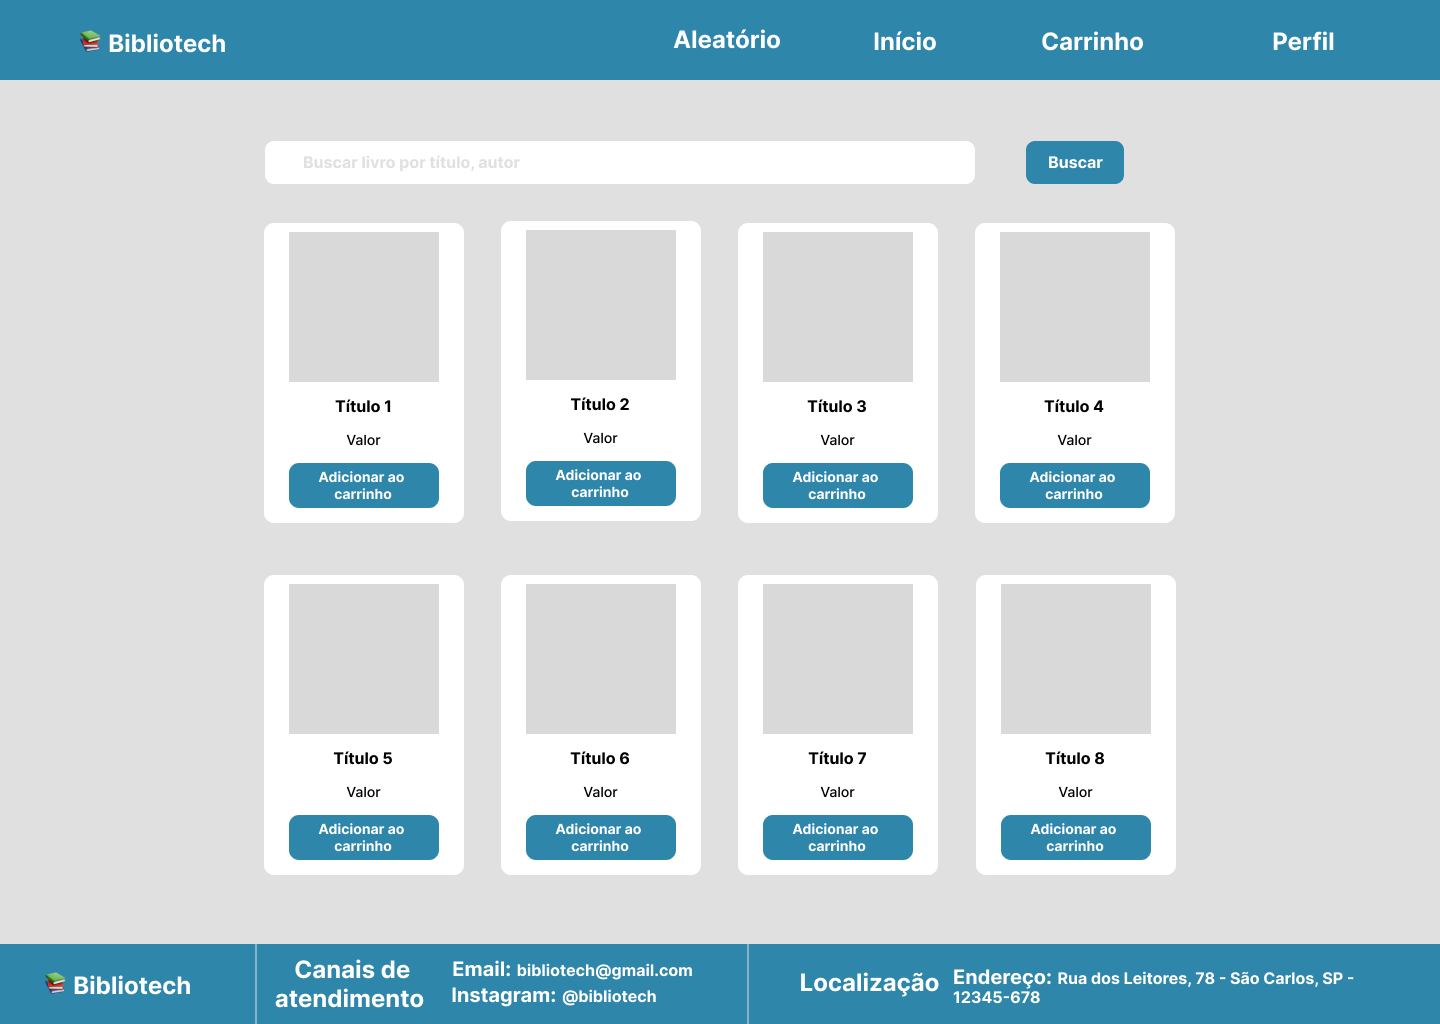 Bibliotech
Aleatório
Início
Carrinho
Perfil
Buscar livro por título, autor
Buscar
Título 1
Valor
Adicionar ao
carrinho
Título 2
Valor
Adicionar ao
carrinho
Título 3
Valor
Adicionar ao
carrinho
Título 4
Valor
Adicionar ao
carrinho
Título 5
Valor
Adicionar ao
carrinho
Título 6
Valor
Adicionar ao
carrinho
Título 7
Valor
Adicionar ao
carrinho
Título 8
Valor
Adicionar ao
carrinho
Bibliotech
Canais de
atendimento
Email: bibliotech@gmail.com
Instagram: @bibliotech
Localização
Endereço: Rua dos Leitores, 78 - São Carlos, SP -
12345-678